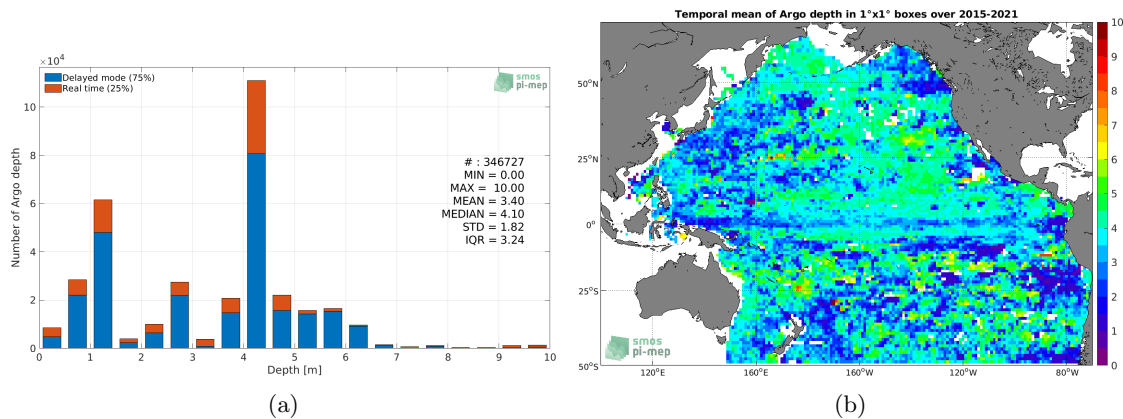 ×10⁴
Delayed mode (75%)
Real time (25%)
smos
pi-mep
10
8
6
4
2
0
Number of Argo depth
# : 346727
MIN = 0.00
MAX = 10.00
MEAN = 3.40
MEDIAN = 4.10
STD = 1.82
IQR = 3.24
0 1 2 3 4 5 6 7 8 9 10
Depth [m]
(a)
Temporal mean of Argo depth in 1°x1° boxes over 2015-2021
50°N
25°N
0°
25°S
50°S
120°E 160°E 160°W 120°W 80°W
smos
pi-mep
10
9
8
7
6
5
4
3
2
1
0
(b)